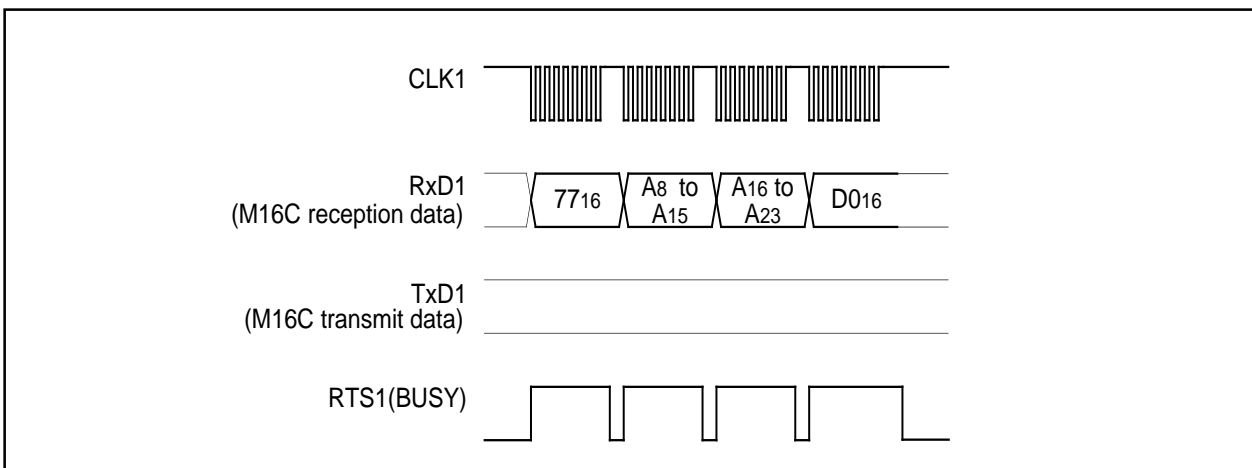 CLK1
RxD1
(M16C reception data)
7716
A8 to
A15
A16 to
A23
D016
TxD1
(M16C transmit data)
RTS1(BUSY)